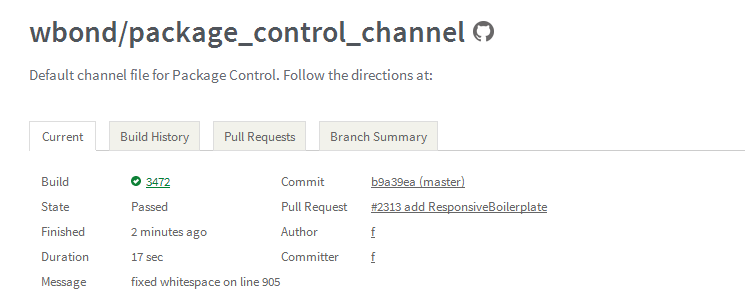 wbond/package_control_channel
Default channel file for Package Control. Follow the directions at:
Current Build History Pull Requests Branch Summary
Build 3472 Commit b9a39ea (master)
State Passed Pull Request #2313 add ResponsiveBoilerplate
Finished 2 minutes ago Author f
Duration 17 sec Committer f
Message fixed whitespace on line 905